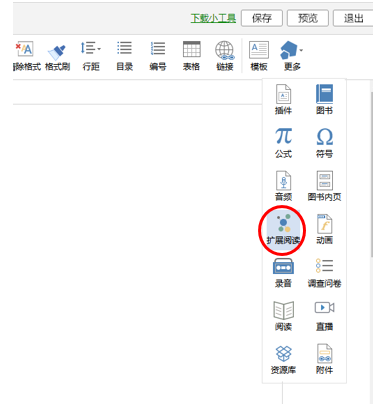 下载小工具 保存 预览 退出
除格式 格式刷 行距 目录 编号 表格 链接 模板 更多
插件 图书
π Ω
公式 符号
音频 图书内页
扩展阅读 动画
录音 调查问卷
阅读 直播
资源库 附件